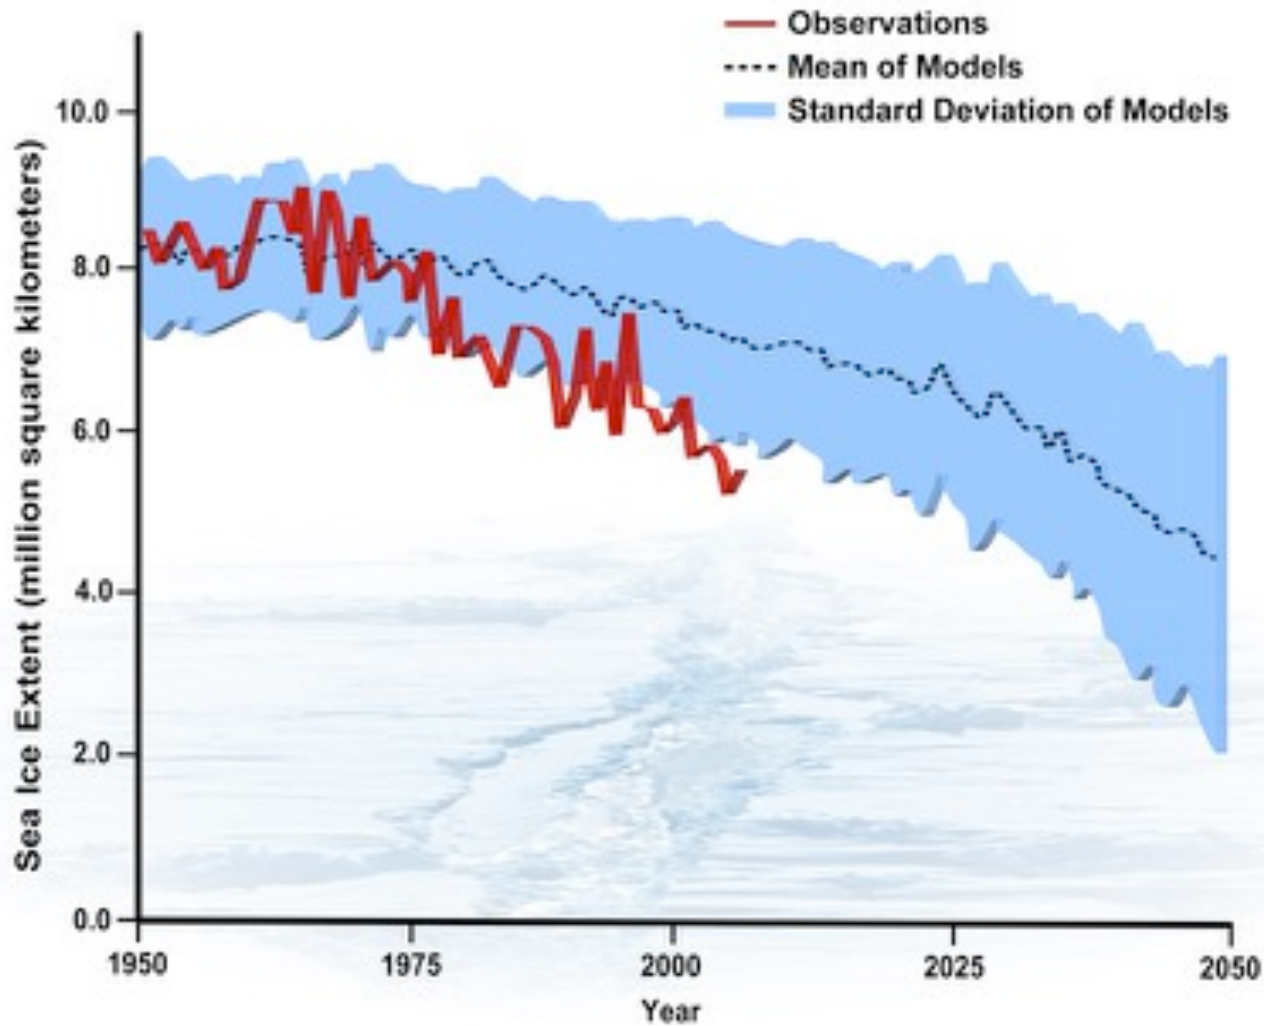 Observations
Mean of Models
Standard Deviation of Models
Sea Ice Extent (million square kilometers)
10.0
8.0
6.0
4.0
2.0
0.0
1950
1975
2000
2025
2050
Year